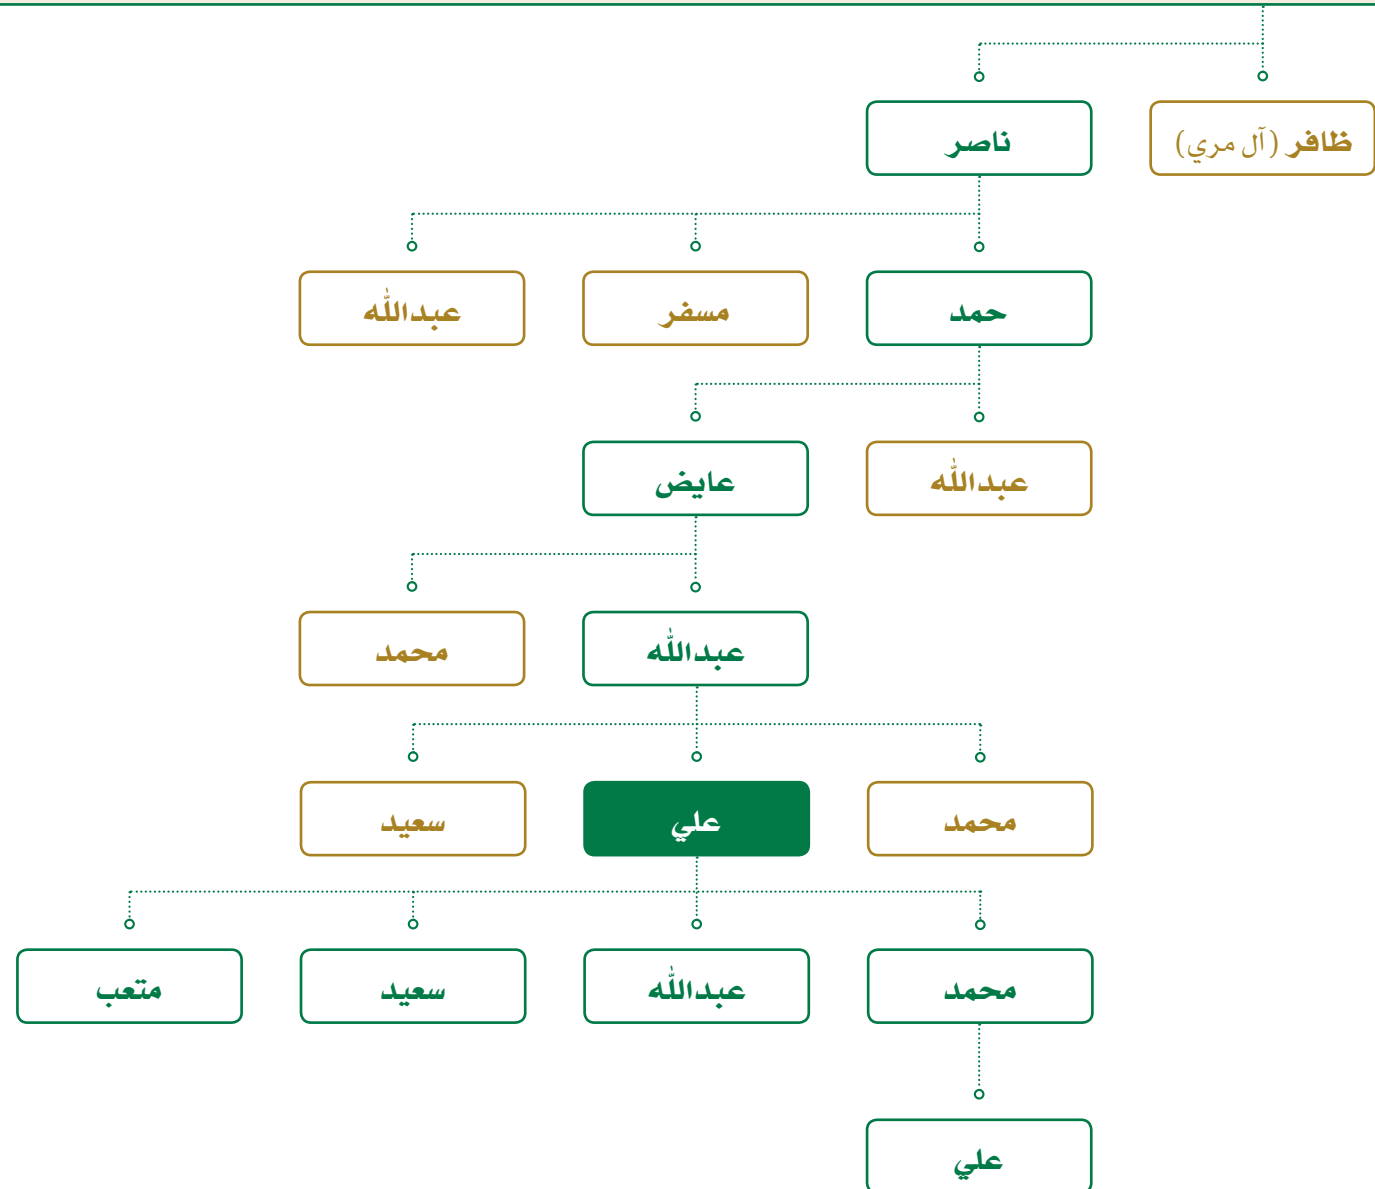 ظافر (آل مري)
ناصر
حمد
مسفر
عبدالله
عبدالله
عايض
عبدالله
محمد
محمد
علي
سعيد
محمد
عبدالله
سعيد
متعب
علي